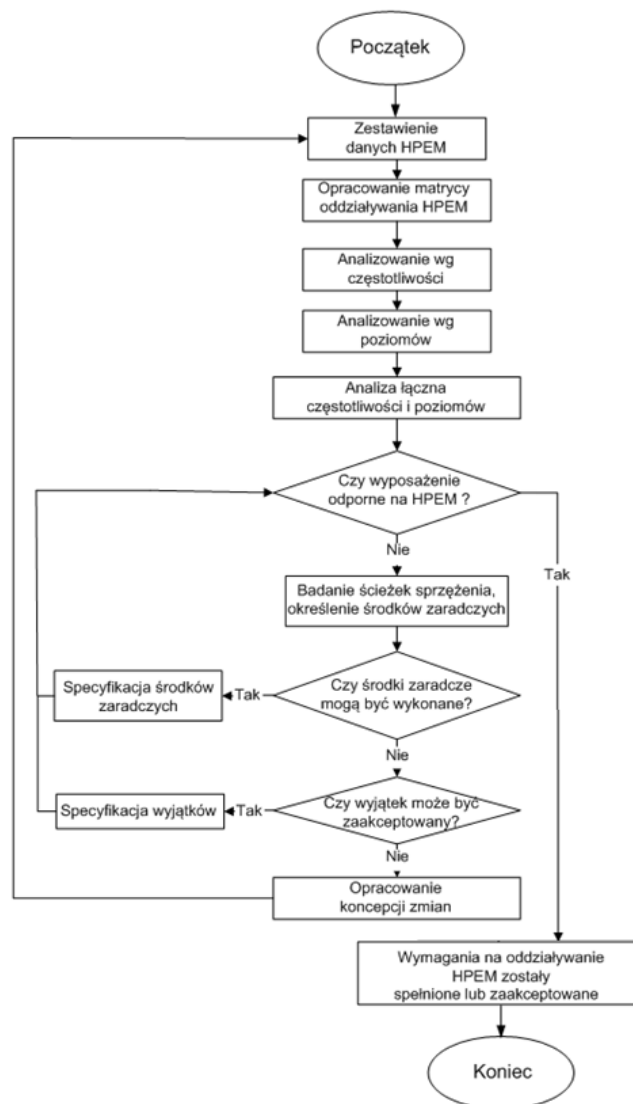 Początek
Zestawienie
danych HPEM
Opracowanie matrycy
oddziaływania HPEM
Analizowanie wg
częstotliwości
Analizowanie wg
poziomów
Analiza łączna
częstotliwości i poziomów
Czy wyposażenie
odporne na HPEM ?
Nie
Tak
Badanie ścieżek sprzężenia,
określenie środków zaradczych
Czy środki zaradcze
mogą być wykonane?
Tak
Specyfikacja środków
zaradczych
Nie
Czy wyjątek może być
zaakceptowany?
Tak
Specyfikacja wyjątków
Nie
Opracowanie
koncepcji zmian
Wymagania na oddziaływanie
HPEM zostały
spełnione lub zaakceptowane
Koniec